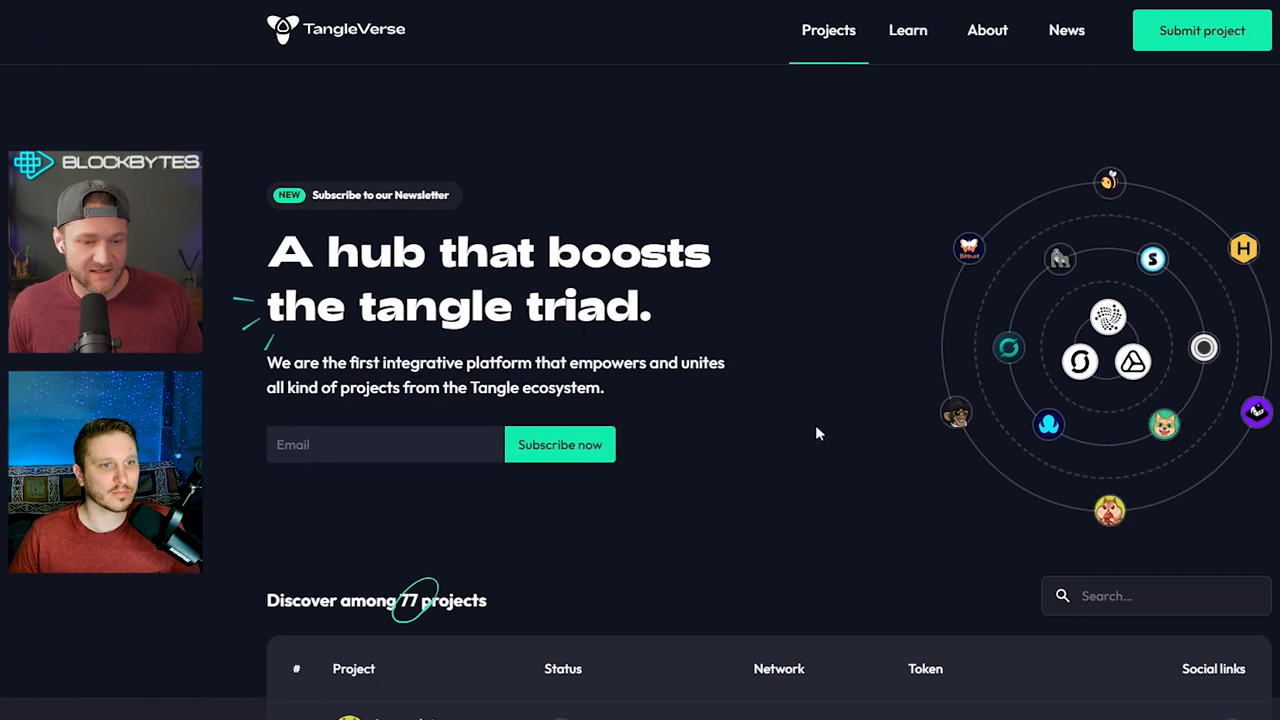 TangleVerse
Projects
Learn
About
News
Submit project
BLOCKBYTES
NEW Subscribe to our Newsletter
A hub that boosts
the tangle triad.
We are the first integrative platform that empowers and unites
all kind of projects from the Tangle ecosystem.
Email
Subscribe now
H
S
Discover among 77 projects
Search...
# Project Status Network Token Social links